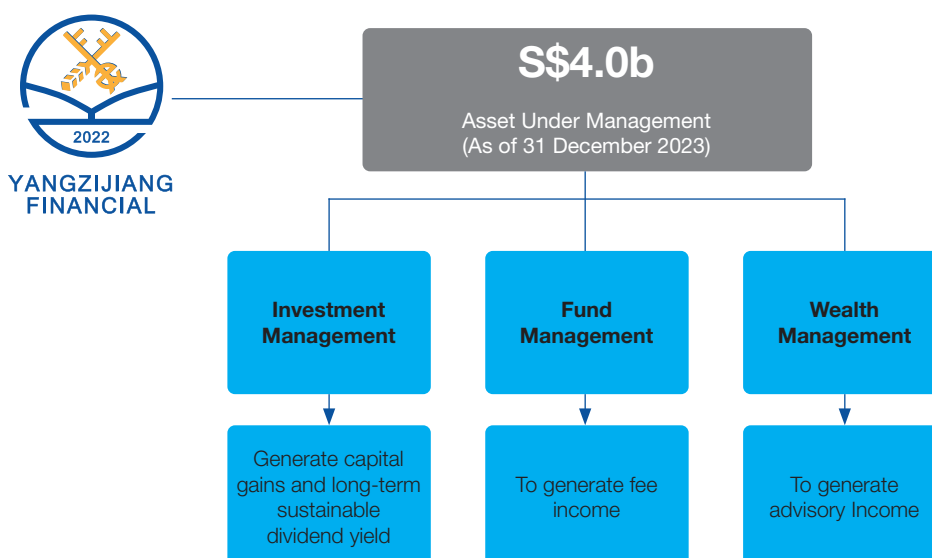 2022
YANGZIJIANG
FINANCIAL
S$4.0b
Asset Under Management
(As of 31 December 2023)
Investment
Management
Fund
Management
Wealth
Management
Generate capital
gains and long-term
sustainable
dividend yield
To generate fee
income
To generate
advisory Income